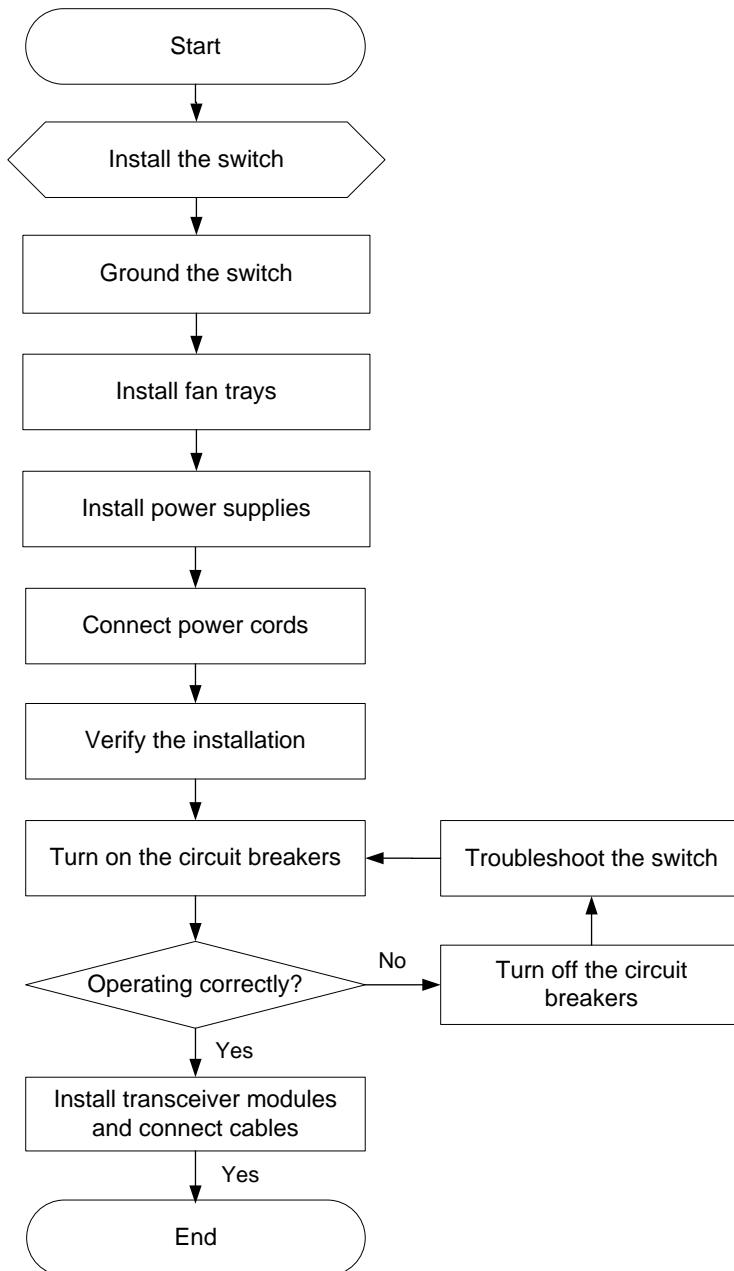 Start
Install the switch
Ground the switch
Install fan trays
Install power supplies
Connect power cords
Verify the installation
Turn on the circuit breakers
Troubleshoot the switch
Operating correctly?
No
Turn off the circuit
breakers
Yes
Install transceiver modules
and connect cables
Yes
End